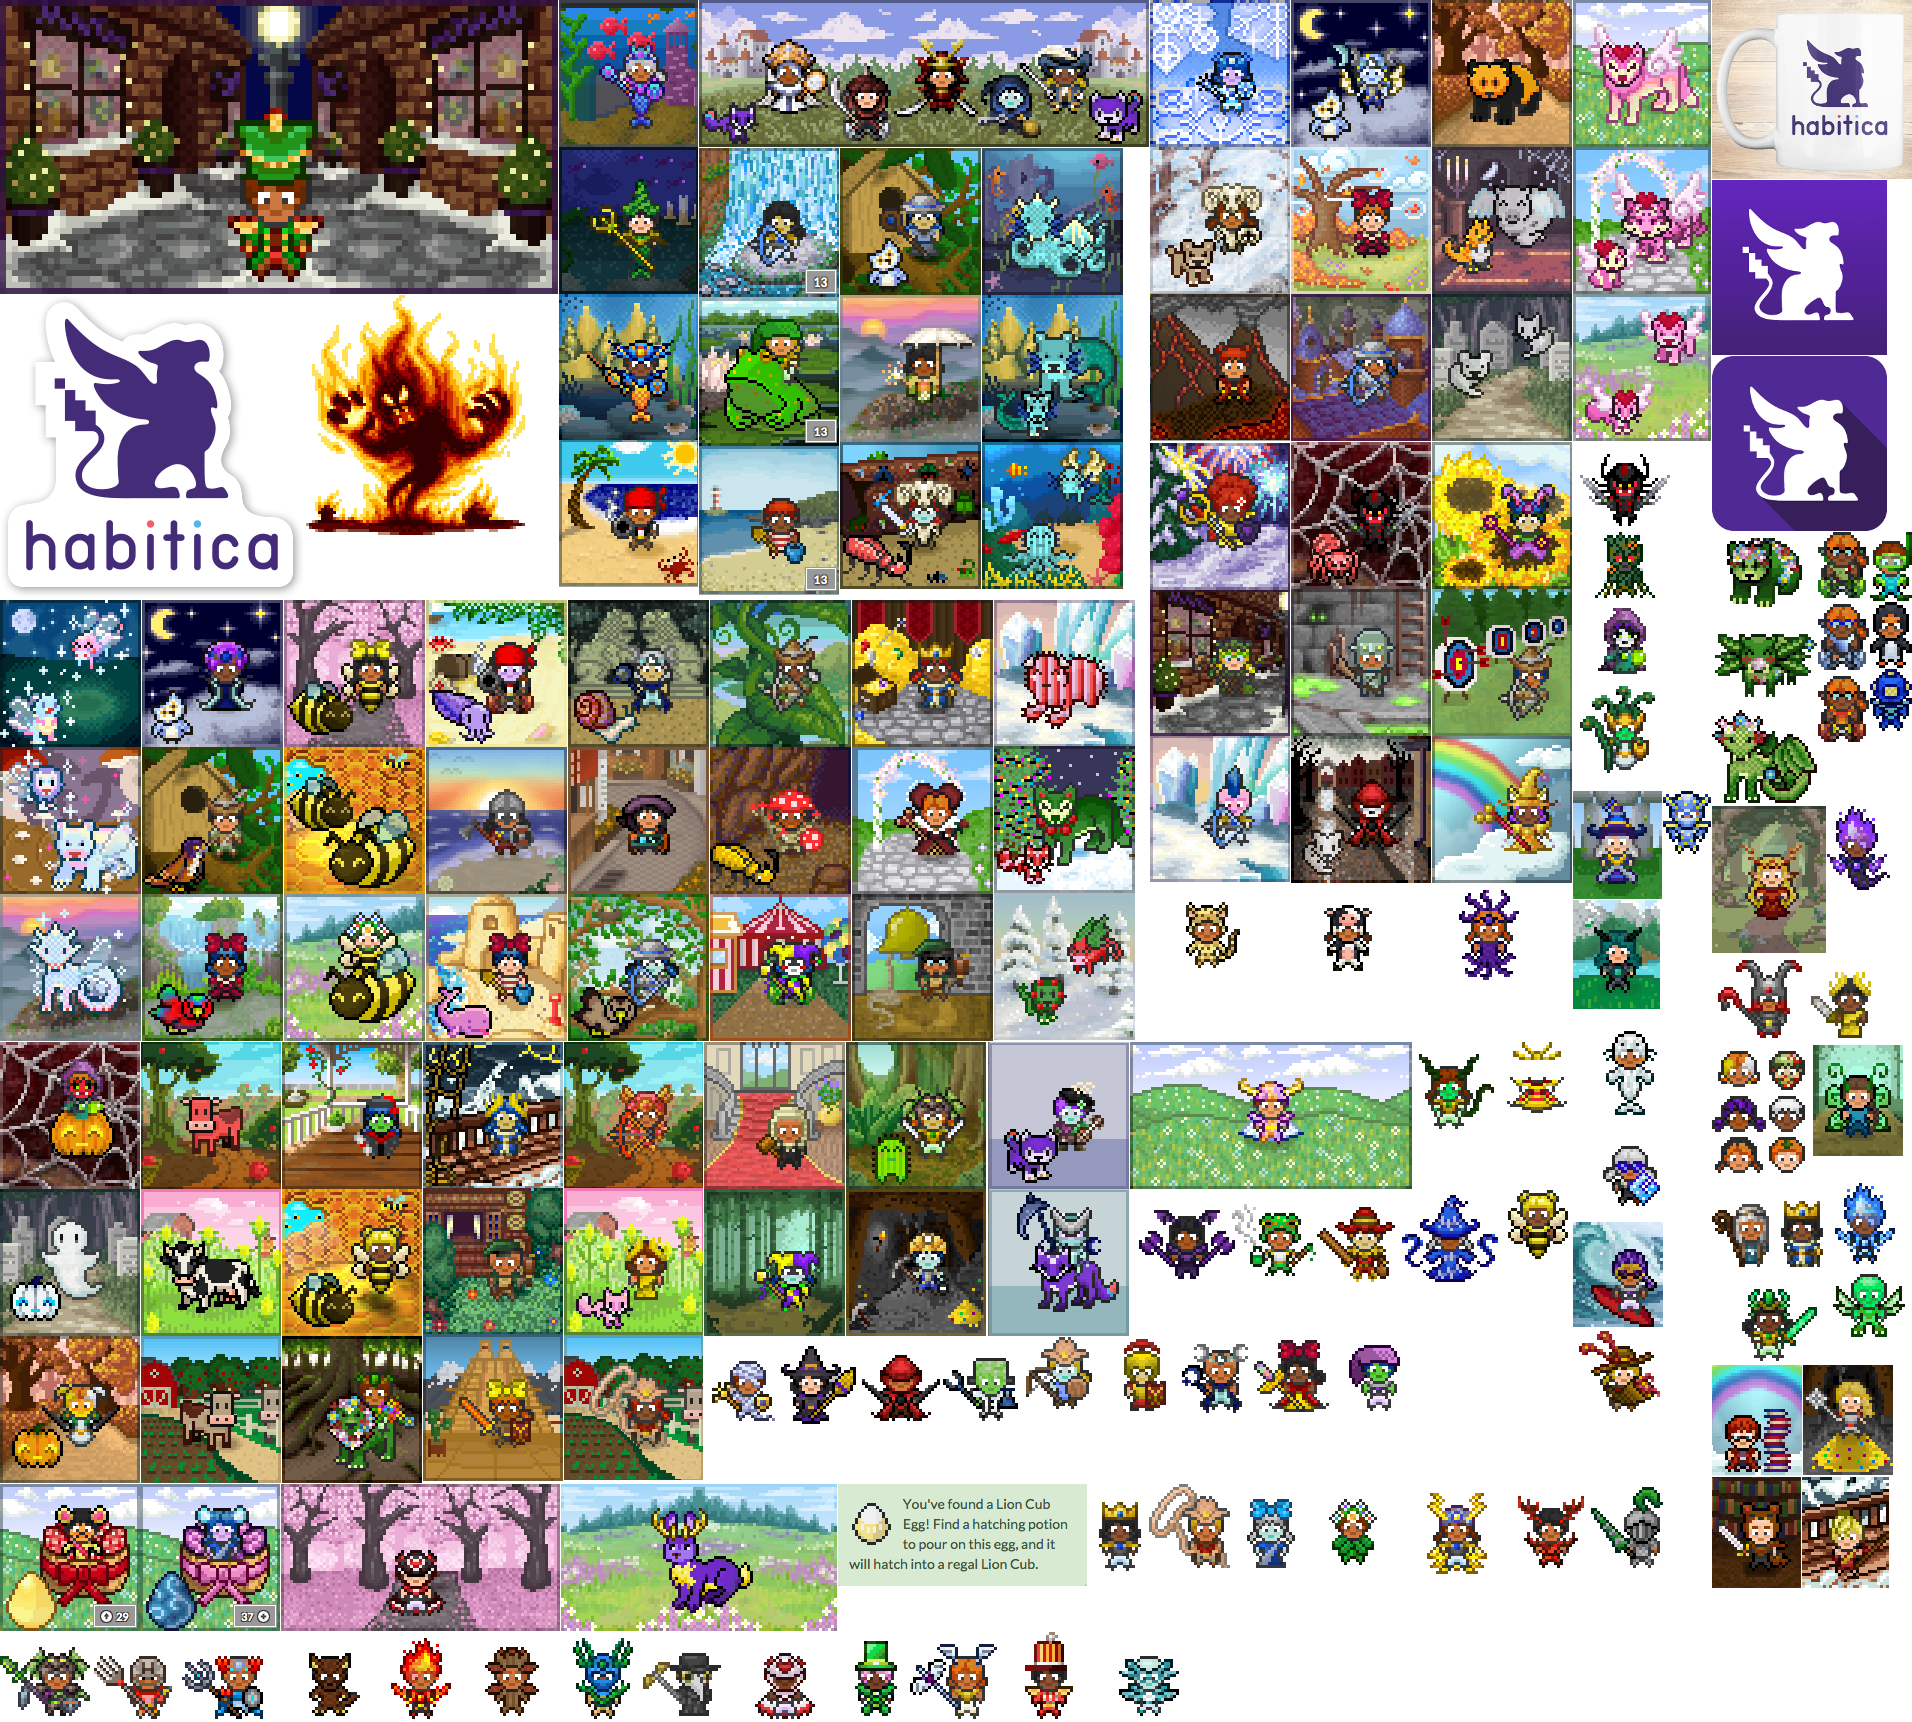 habitica
13
13
13
habitica
29
37
You've found a Lion Cub
Egg! Find a hatching potion
to pour on this egg, and it
will hatch into a regal Lion Cub.